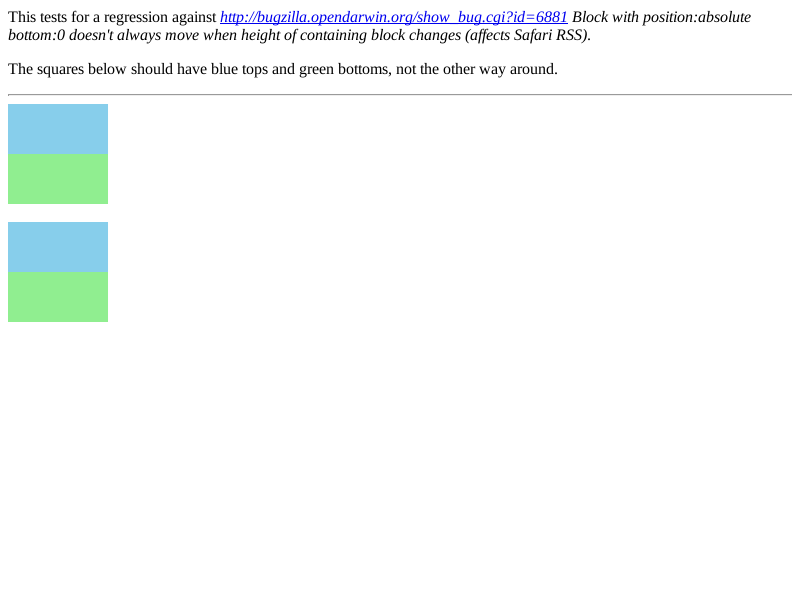 This tests for a regression against http://bugzilla.opendarwin.org/show_bug.cgi?id=6881 Block with position:absolute
bottom:0 doesn't always move when height of containing block changes (affects Safari RSS).
The squares below should have blue tops and green bottoms, not the other way around.